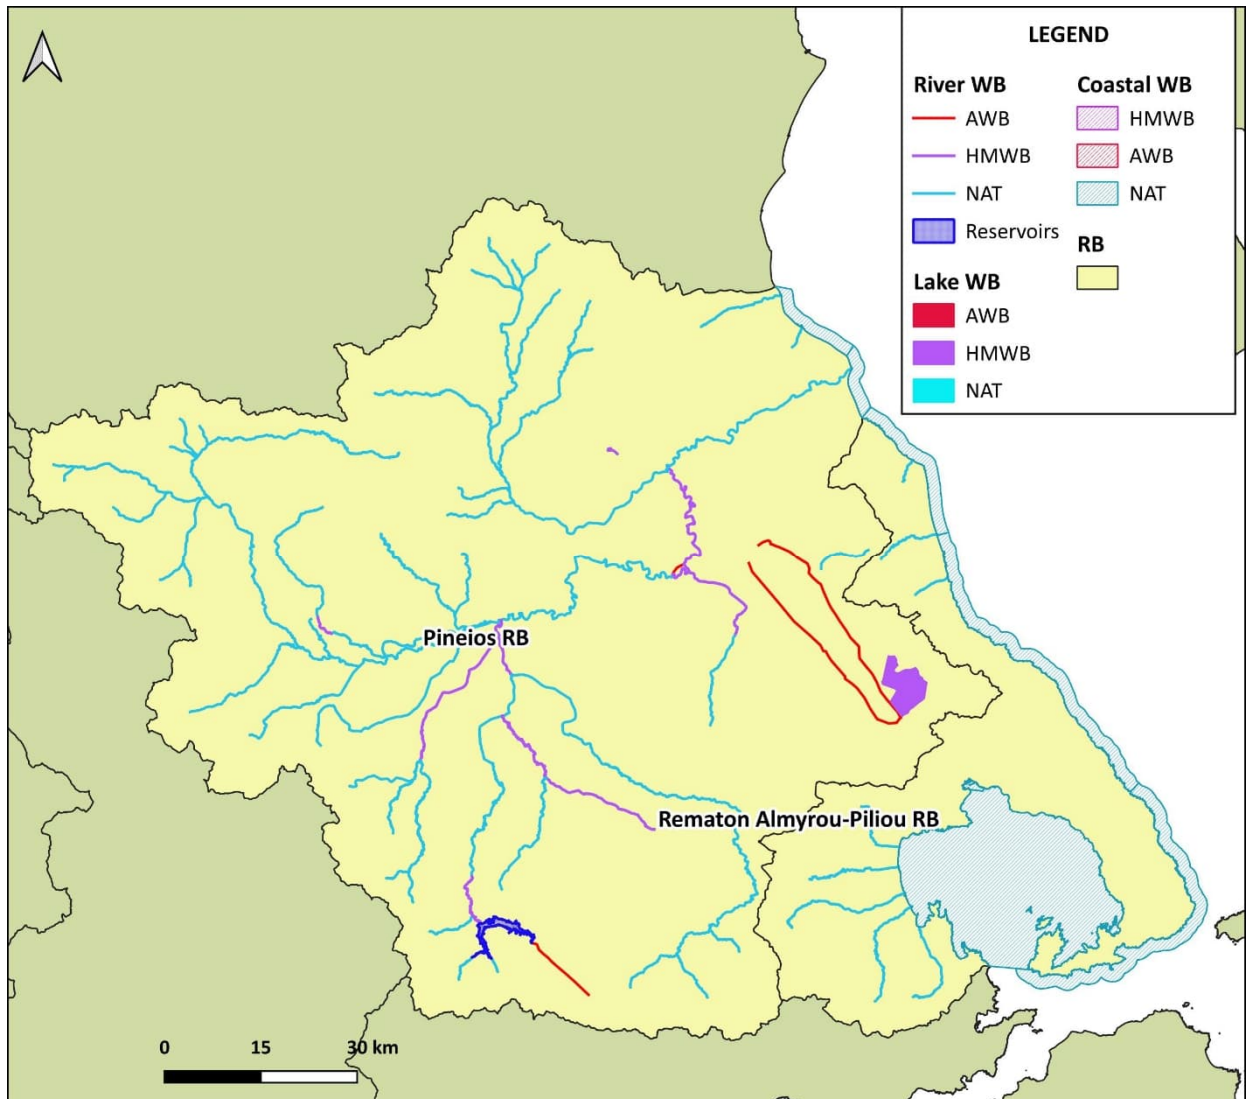 LEGEND
River WB
AWB
HMWB
NAT
Reservoirs
Lake WB
AWB
HMWB
NAT
Coastal WB
HMWB
AWB
NAT
RB
Pineios RB
Rematon Almyrou-Piliou RB
0 15 30 km